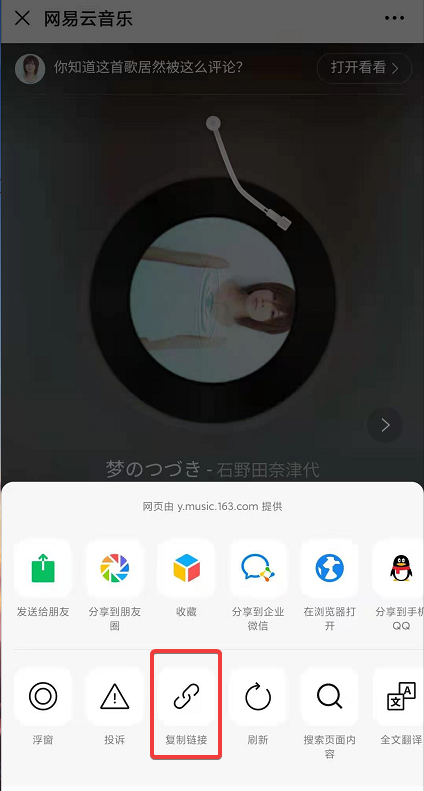 网易云音乐
你知道这首歌居然被这么评论?
打开看看
梦のつづき - 石野田奈津代
网页由 y.music.163.com 提供
发送给朋友
分享到朋友
圈
收藏
分享到企业
微信
在浏览器打
开
分享到手机
QQ
浮窗
投诉
复制链接
刷新
搜索页面内
容
全文翻译